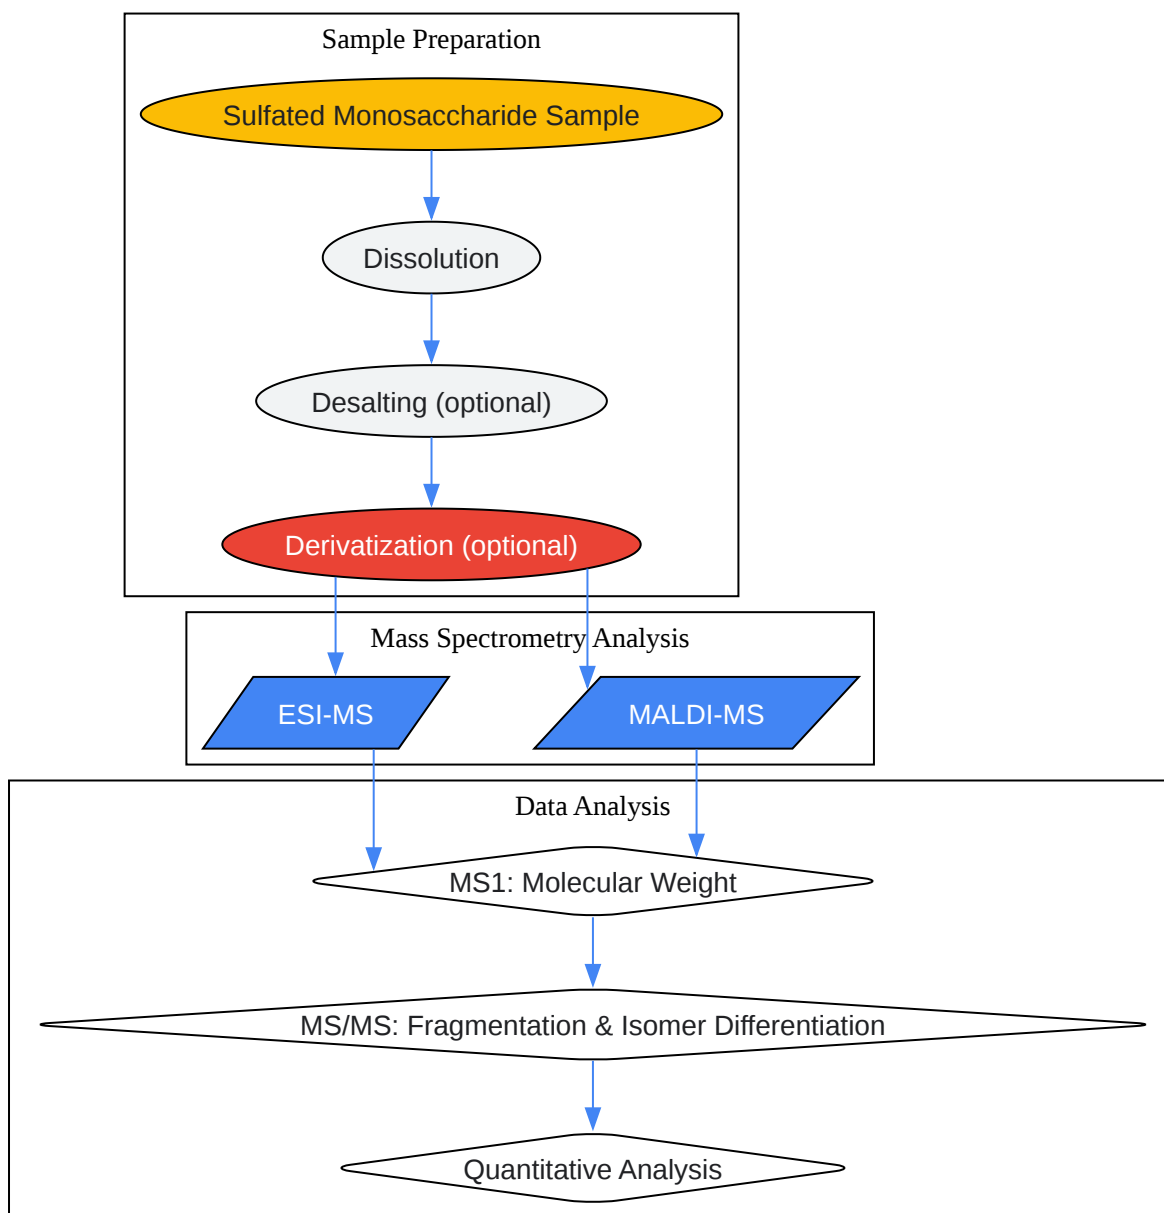 Sample Preparation
Sulfated Monosaccharide Sample
Dissolution
Desalting (optional)
Derivatization (optional)
Mass Spectrometry Analysis
ESI-MS
MALDI-MS
Data Analysis
MS1: Molecular Weight
MS/MS: Fragmentation & Isomer Differentiation
Quantitative Analysis